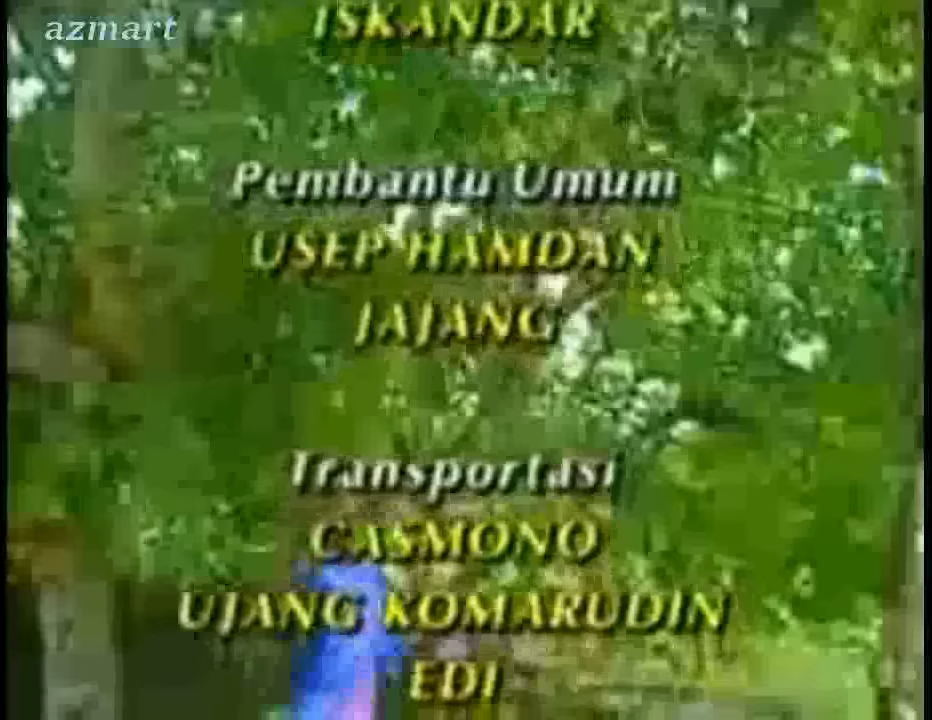 azmart
ISKANDAR
Pembantu Umum
USEP HAMDAN
JAJANG
Transportasi
CASMONO
UJANG KOMARUDIN
EDI